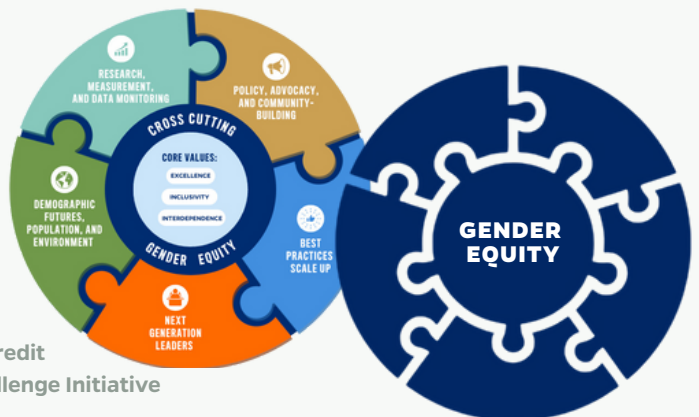 RESEARCH,
MEASUREMENT,
AND DATA MONITORING
POLICY, ADVOCACY,
AND COMMUNITY-
BUILDING
CROSS CUTTING
CORE VALUES:
EXCELLENCE
INCLUSIVITY
INTERDEPENDENCE
GENDER EQUITY
DEMOGRAPHIC
FUTURES,
POPULATION, AND
ENVIRONMENT
BEST
PRACTICES
SCALE UP
NEXT
GENERATION
LEADERS
GENDER
EQUITY
redit
llenge Initiative